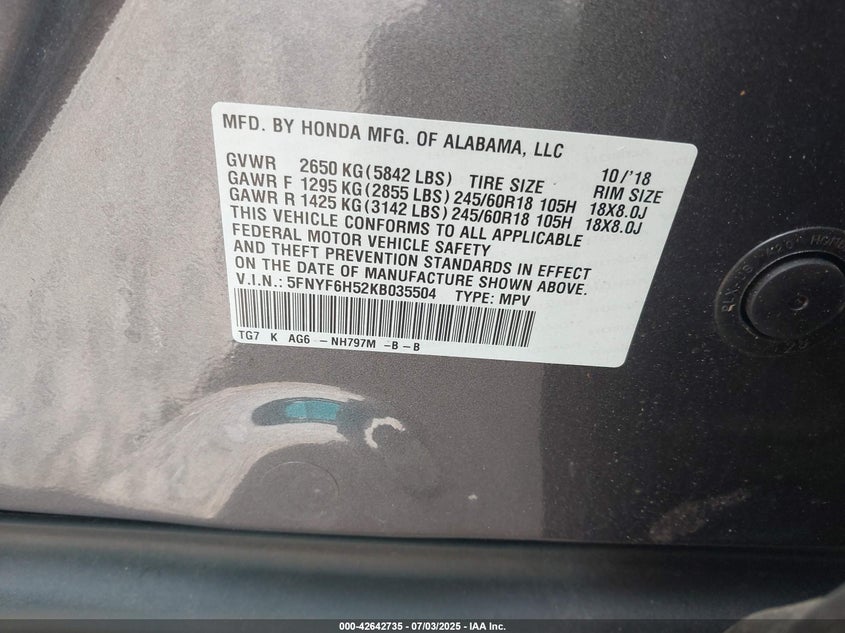 MFD. BY HONDA MFG. OF ALABAMA, LLC
GVWR 2650 KG (5842 LBS) TIRE SIZE 10/'18 RIM SIZE
GAWR F 1295 KG (2855 LBS) 245/60R18 105H 18X8.0J
GAWR R 1425 KG (3142 LBS) 245/60R18 105H 18X8.0J
THIS VEHICLE CONFORMS TO ALL APPLICABLE
FEDERAL MOTOR VEHICLE SAFETY
AND THEFT PREVENTION STANDARDS IN EFFECT
ON THE DATE OF MANUFACTURE SHOWN ABOVE.
V.I.N.: 5FNYF6H52KB035504 TYPE: MPV
TG7 K AG6 - NH797M -B-B
000-42642735 - 07/03/2025 - IAA Inc.